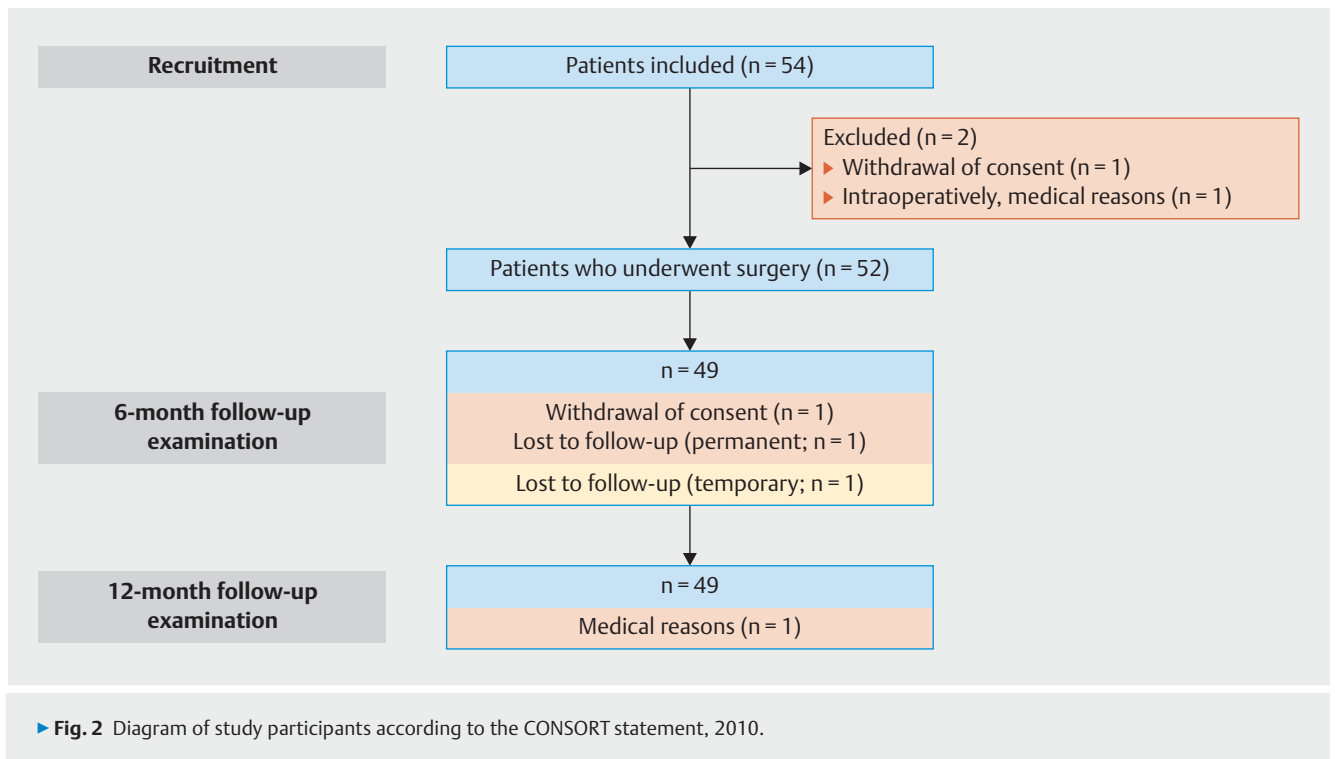 Recruitment
Patients included (n = 54)
Excluded (n = 2)
▶ Withdrawal of consent (n = 1)
▶ Intraoperatively, medical reasons (n = 1)
Patients who underwent surgery (n = 52)
6-month follow-up
examination
n = 49
Withdrawal of consent (n = 1)
Lost to follow-up (permanent; n = 1)
Lost to follow-up (temporary; n = 1)
12-month follow-up
examination
n = 49
Medical reasons (n = 1)
▶ Fig. 2 Diagram of study participants according to the CONSORT statement, 2010.